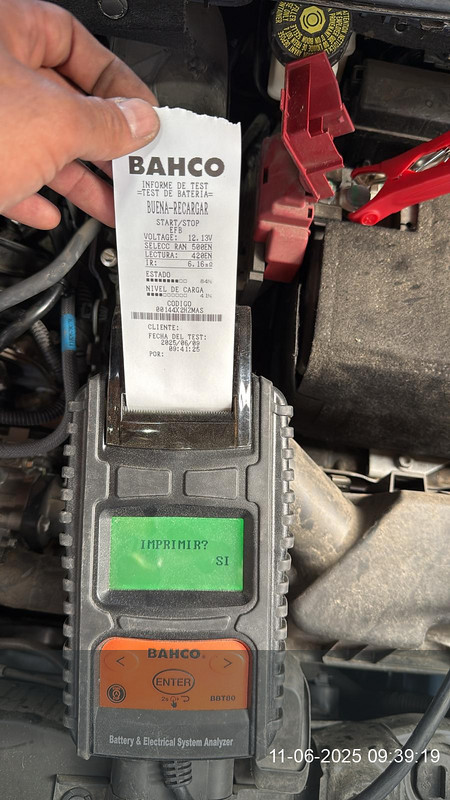 BAHCO
INFORME DE TEST
=TEST DE BATERIA=
BUENA-RECARGAR
START/STOP
EFB
VOLTAGE: 12.13V
SELECC RAN 500EN
LECTURA: 420EN
IR: 6.16mΩ
ESTADO
84%
NIVEL DE CARGA
41%
CODIGO
00144X2H2MAS
CLIENTE:
FECHA DEL TEST:
2025/06/09
09:41:25
POR:
IMPRIMIR?
SI
BAHCO
< >
ENTER
BBT60
Battery & Electrical System Analyzer
BAHCO
11-06-2025 09:39:19